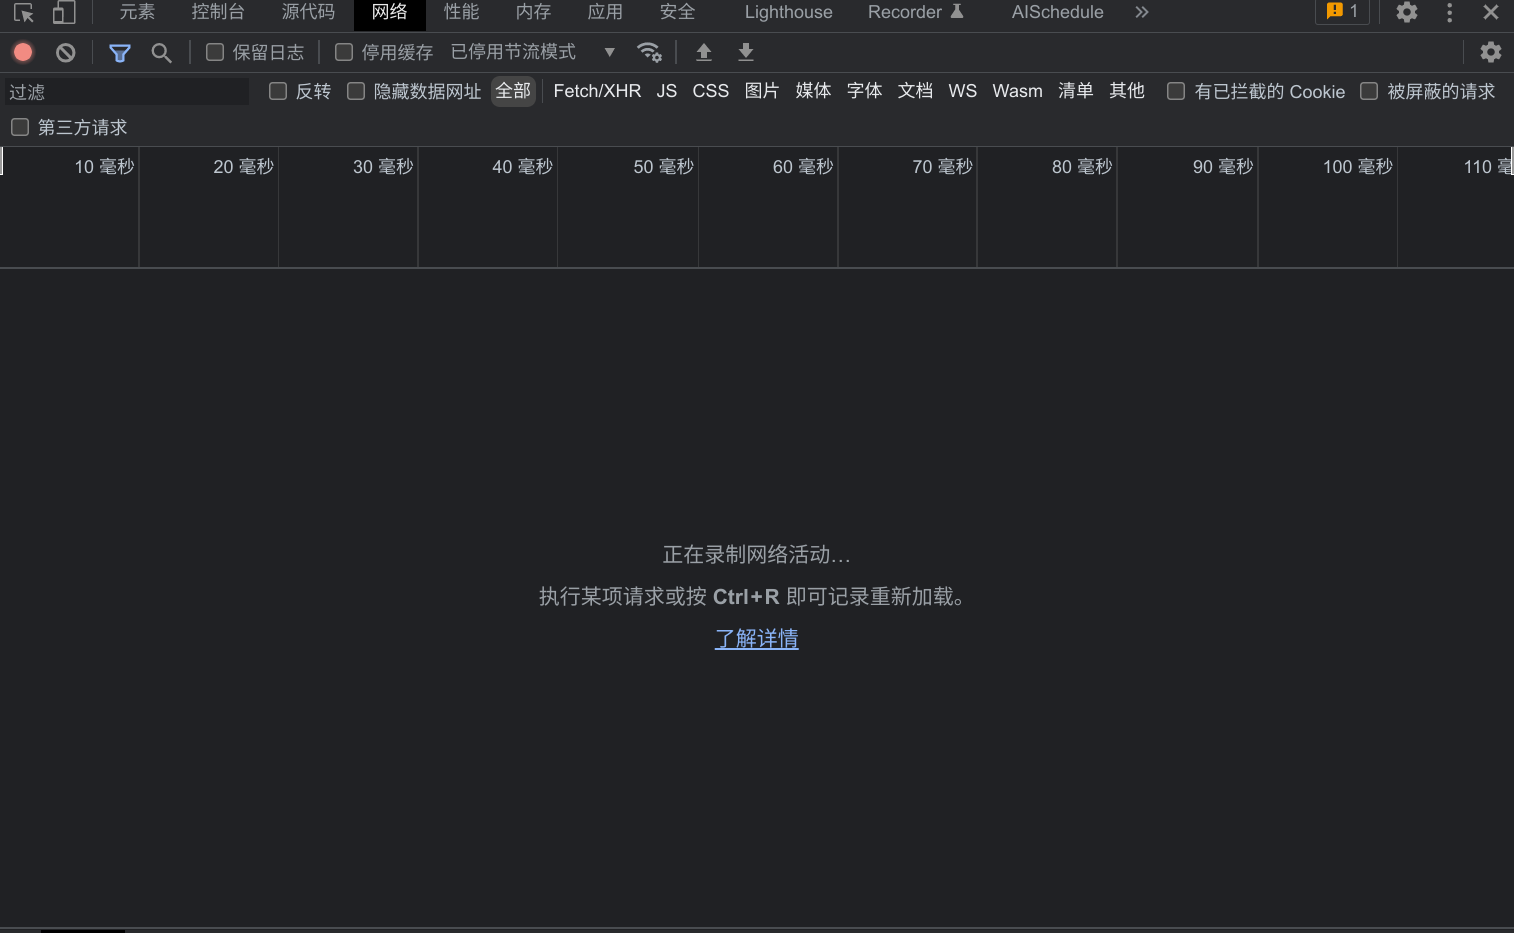 元素 控制台 源代码 网络 性能 内存 应用 安全 Lighthouse Recorder AISchedule 1
保留日志 停用缓存 已停用节流模式
过滤 反转 隐藏数据网址 全部 Fetch/XHR JS CSS 图片 媒体 字体 文档 WS Wasm 清单 其他 有已拦截的 Cookie 被屏蔽的请求
第三方请求
10 毫秒 20 毫秒 30 毫秒 40 毫秒 50 毫秒 60 毫秒 70 毫秒 80 毫秒 90 毫秒 100 毫秒 110 毫
正在录制网络活动…
执行某项请求或按 Ctrl+R 即可记录重新加载。
了解详情